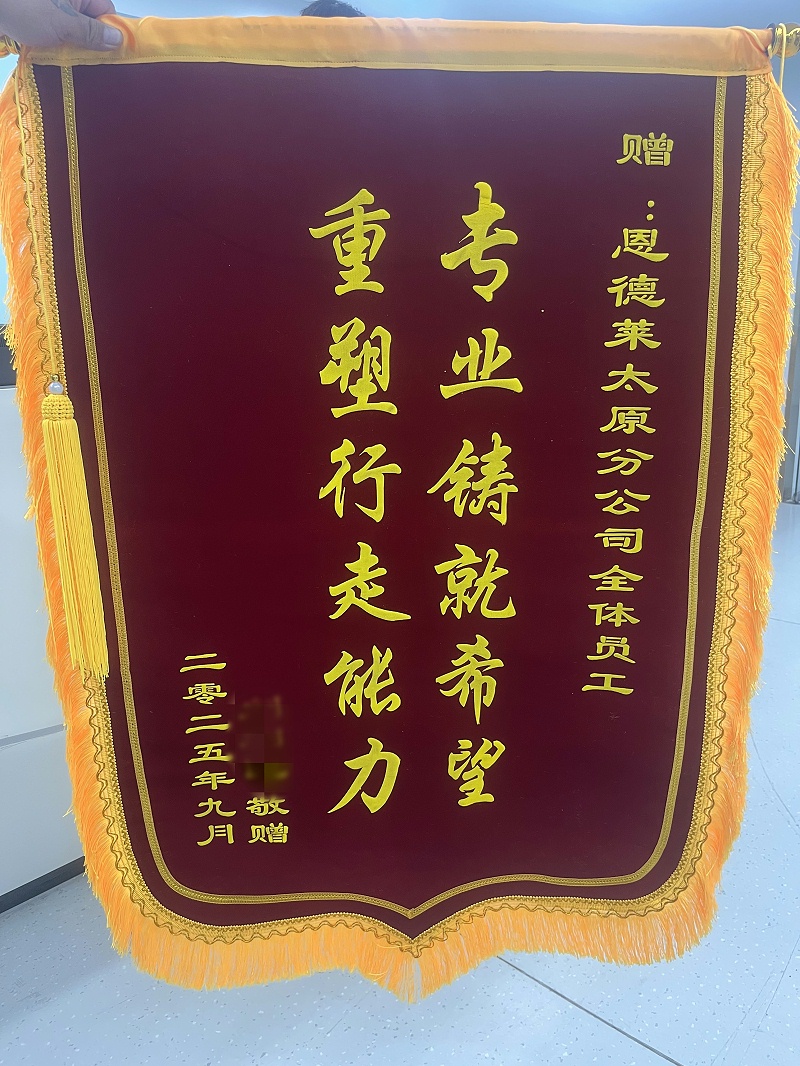 赠：恩德莱太原分公司全体员工
专业铸就希望
重塑行走能力
敬赠
二零二五年九月